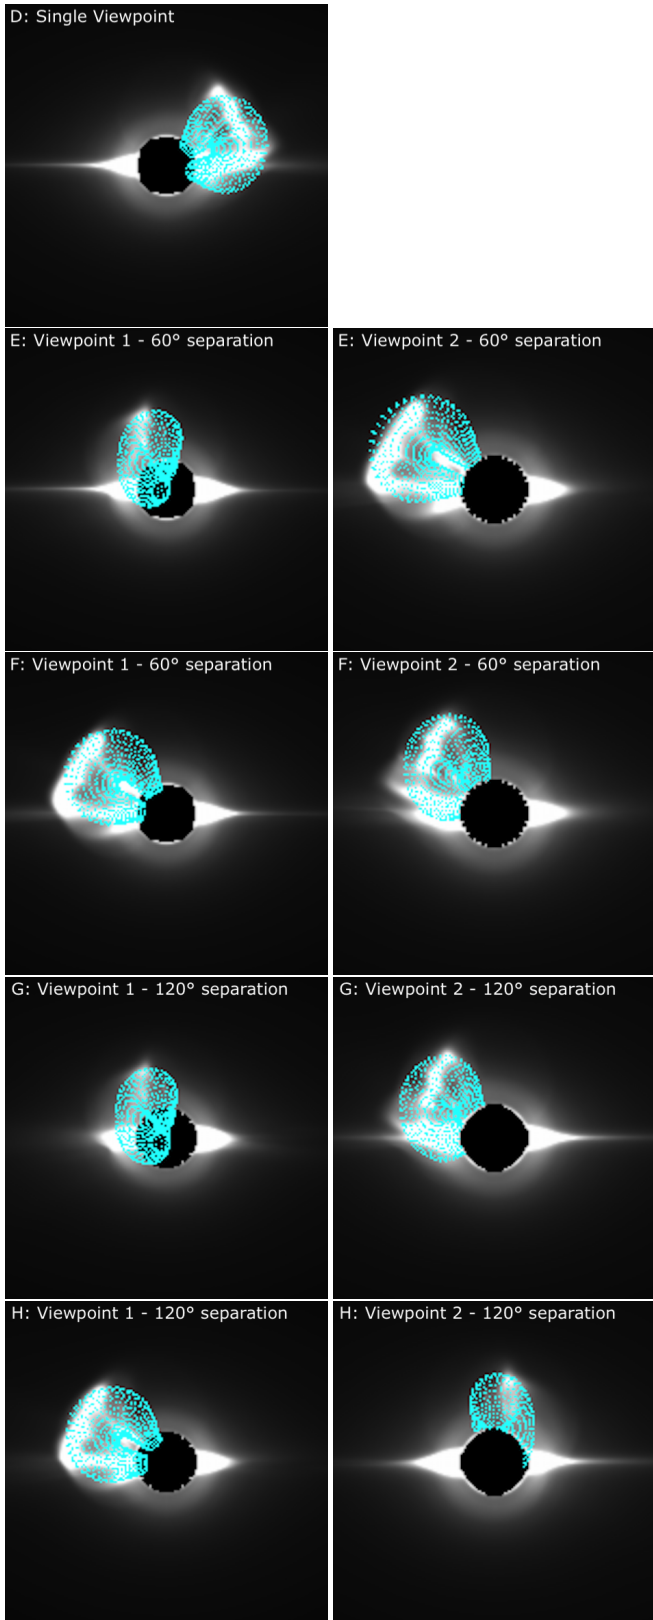 D: Single Viewpoint
E: Viewpoint 1 - 60° separation
E: Viewpoint 2 - 60° separation
F: Viewpoint 1 - 60° separation
F: Viewpoint 2 - 60° separation
G: Viewpoint 1 - 120° separation
G: Viewpoint 2 - 120° separation
H: Viewpoint 1 - 120° separation
H: Viewpoint 2 - 120° separation